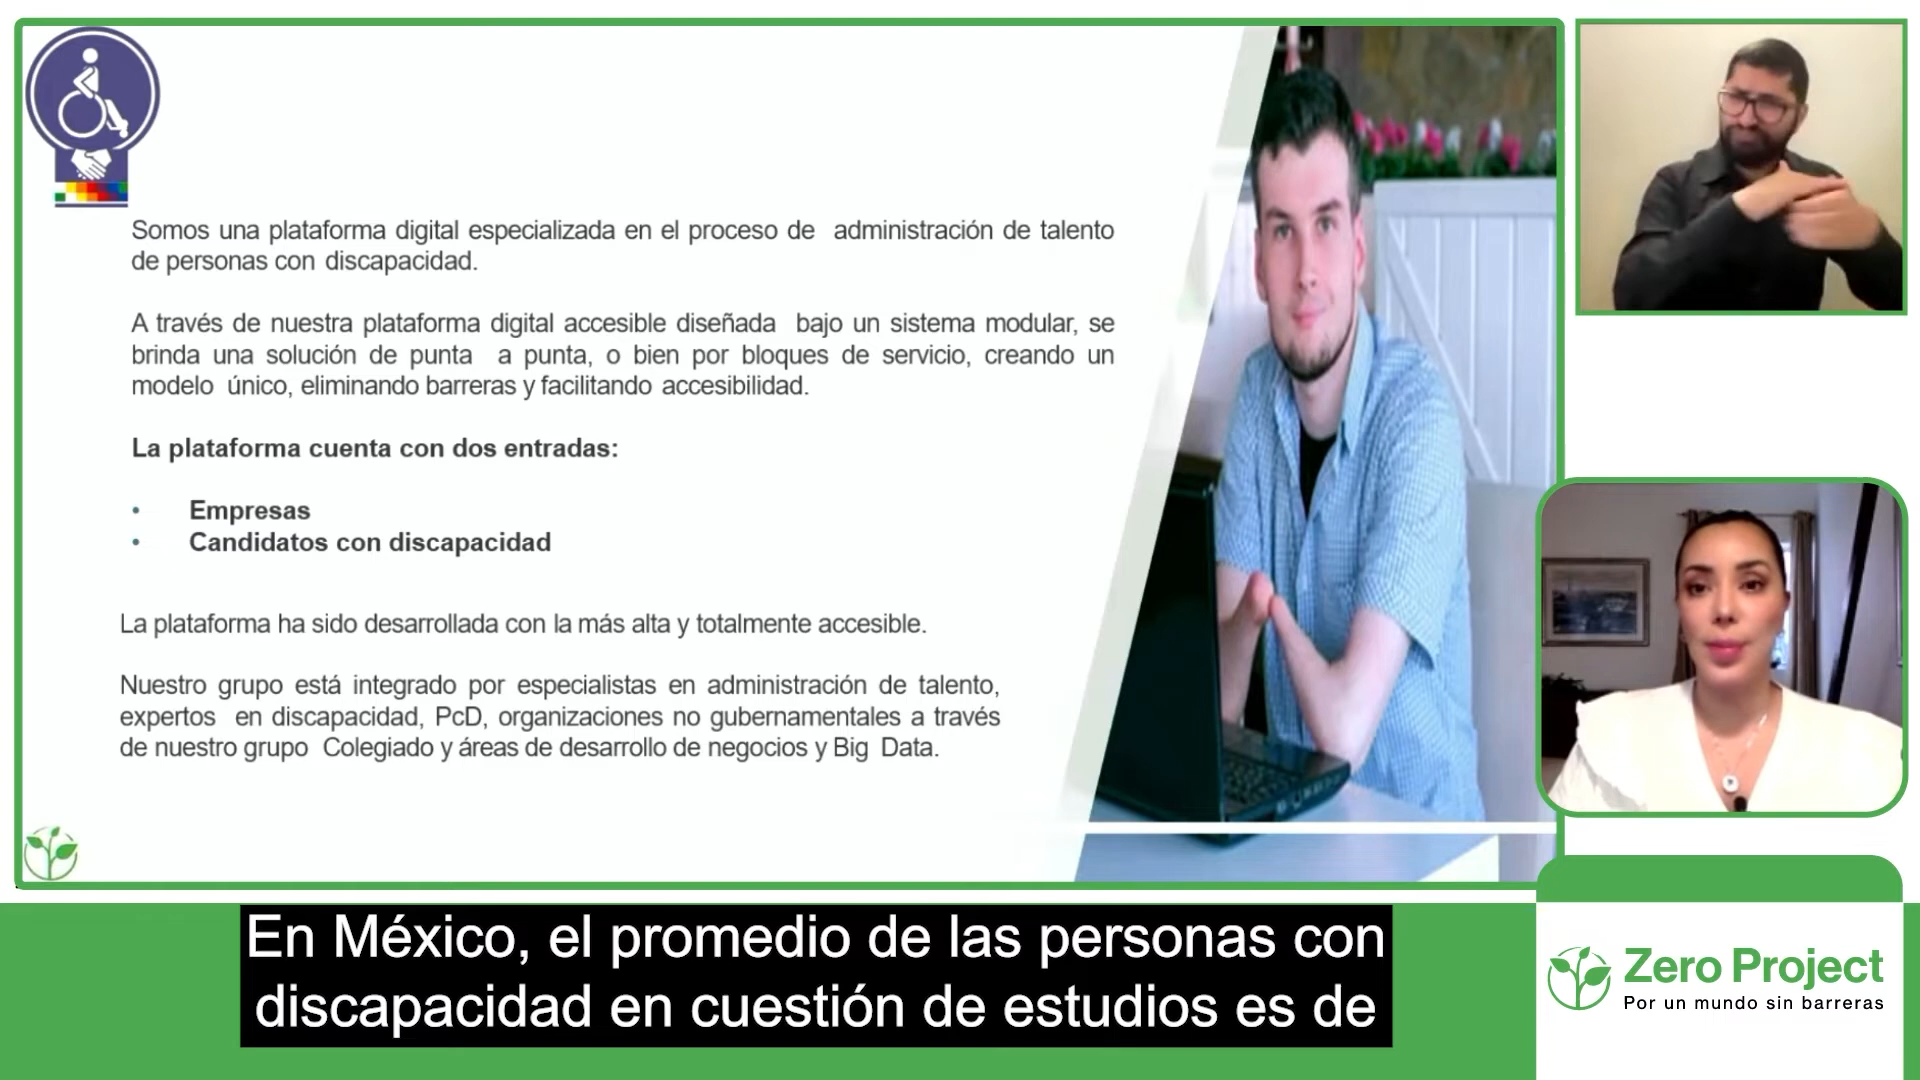 Somos una plataforma digital especializada en el proceso de administración de talento
de personas con discapacidad.
A través de nuestra plataforma digital accesible diseñada bajo un sistema modular, se
brinda una solución de punta a punta, o bien por bloques de servicio, creando un
modelo único, eliminando barreras y facilitando accesibilidad.
La plataforma cuenta con dos entradas:
• Empresas
• Candidatos con discapacidad
La plataforma ha sido desarrollada con la más alta y totalmente accesible.
Nuestro grupo está integrado por especialistas en administración de talento,
expertos en discapacidad, PcD, organizaciones no gubernamentales a través
de nuestro grupo Colegiado y áreas de desarrollo de negocios y Big Data.
En México, el promedio de las personas con
discapacidad en cuestión de estudios es de
Zero Project
Por un mundo sin barreras